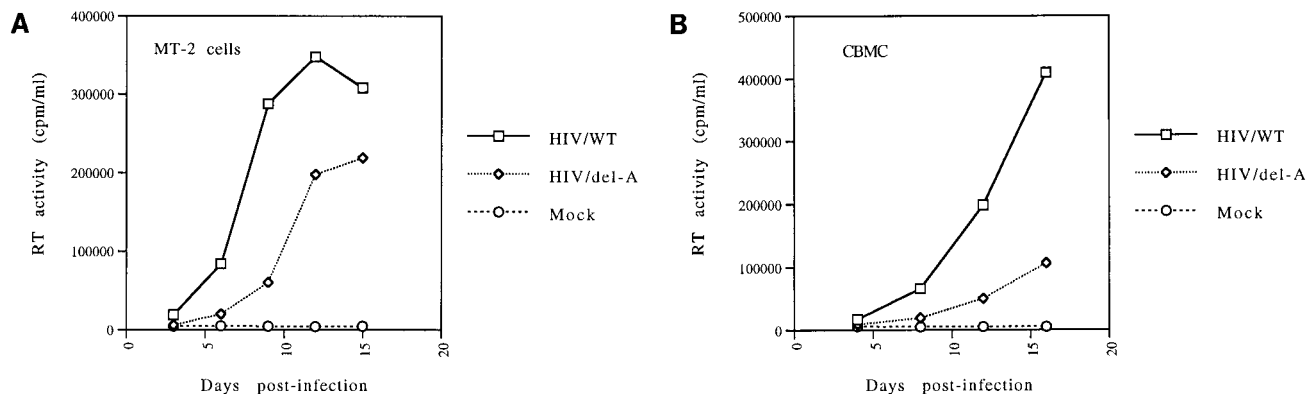 A
MT-2 cells
RT activity (cpm/ml)
400000
300000
200000
100000
0
0
5
10
15
20
Days post-infection
HIV/WT
HIV/del-A
Mock
B
CBMC
RT activity (cpm/ml)
500000
400000
300000
200000
100000
0
0
5
10
15
20
Days post-infection
HIV/WT
HIV/del-A
Mock